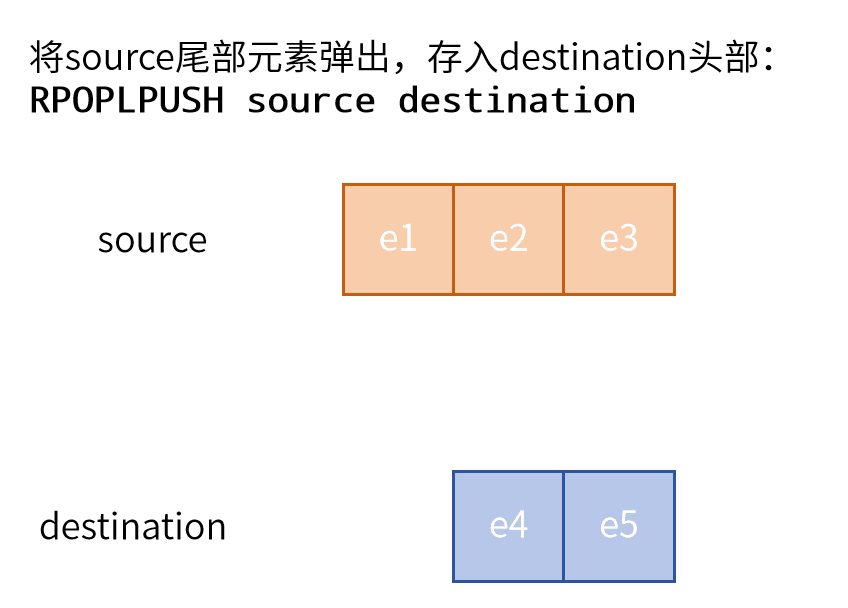 将source尾部元素弹出，存入destination头部：
RPOPLPUSH source destination
source
e1 e2 e3
destination
e4 e5